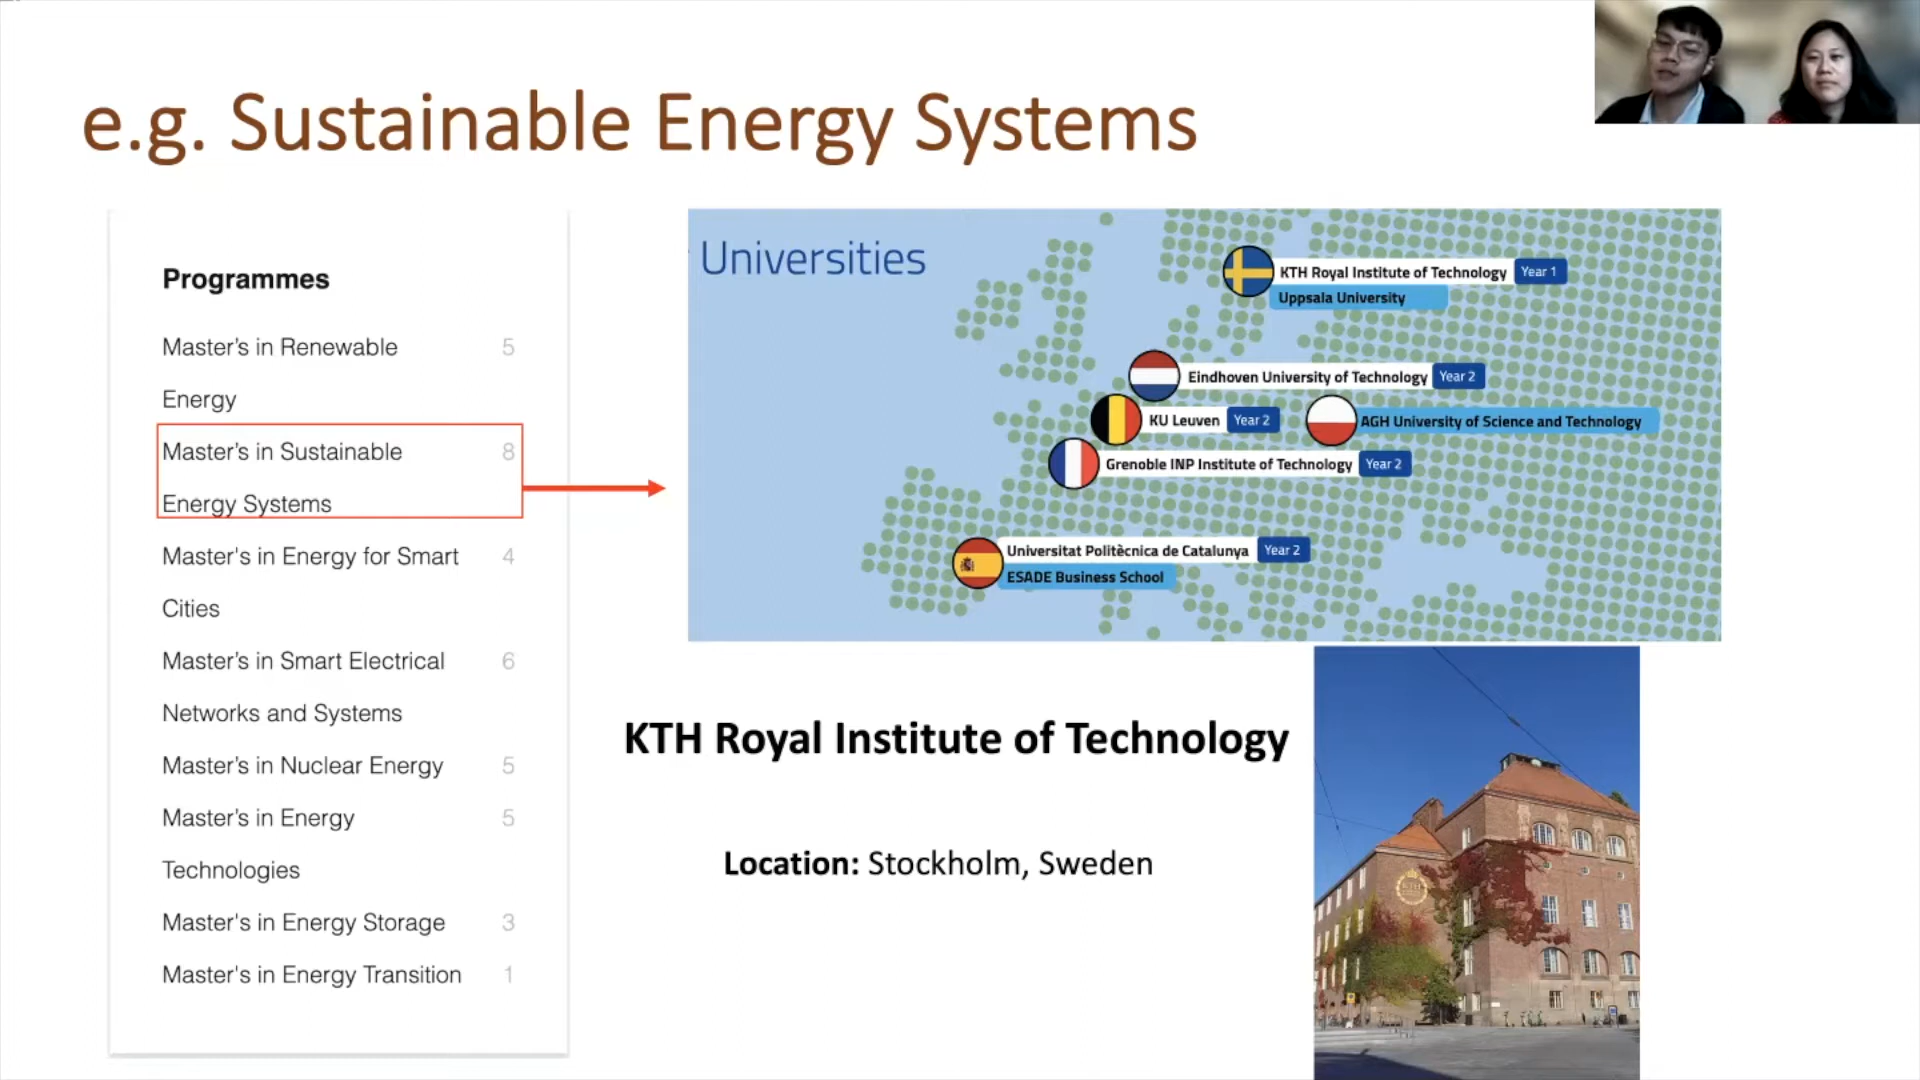 e.g. Sustainable Energy Systems
Programmes
Master's in Renewable 5
Energy
Master's in Sustainable 8
Energy Systems
Master's in Energy for Smart 4
Cities
Master's in Smart Electrical 6
Networks and Systems
Master's in Nuclear Energy 5
Master's in Energy 5
Technologies
Master's in Energy Storage 3
Master's in Energy Transition 1
Universities
KTH Royal Institute of Technology Year 1
Uppsala University
Eindhoven University of Technology Year 2
KU Leuven Year 2
AGH University of Science and Technology
Grenoble INP Institute of Technology Year 2
Universitat Politècnica de Catalunya Year 2
ESADE Business School
KTH Royal Institute of Technology
Location: Stockholm, Sweden
KTH